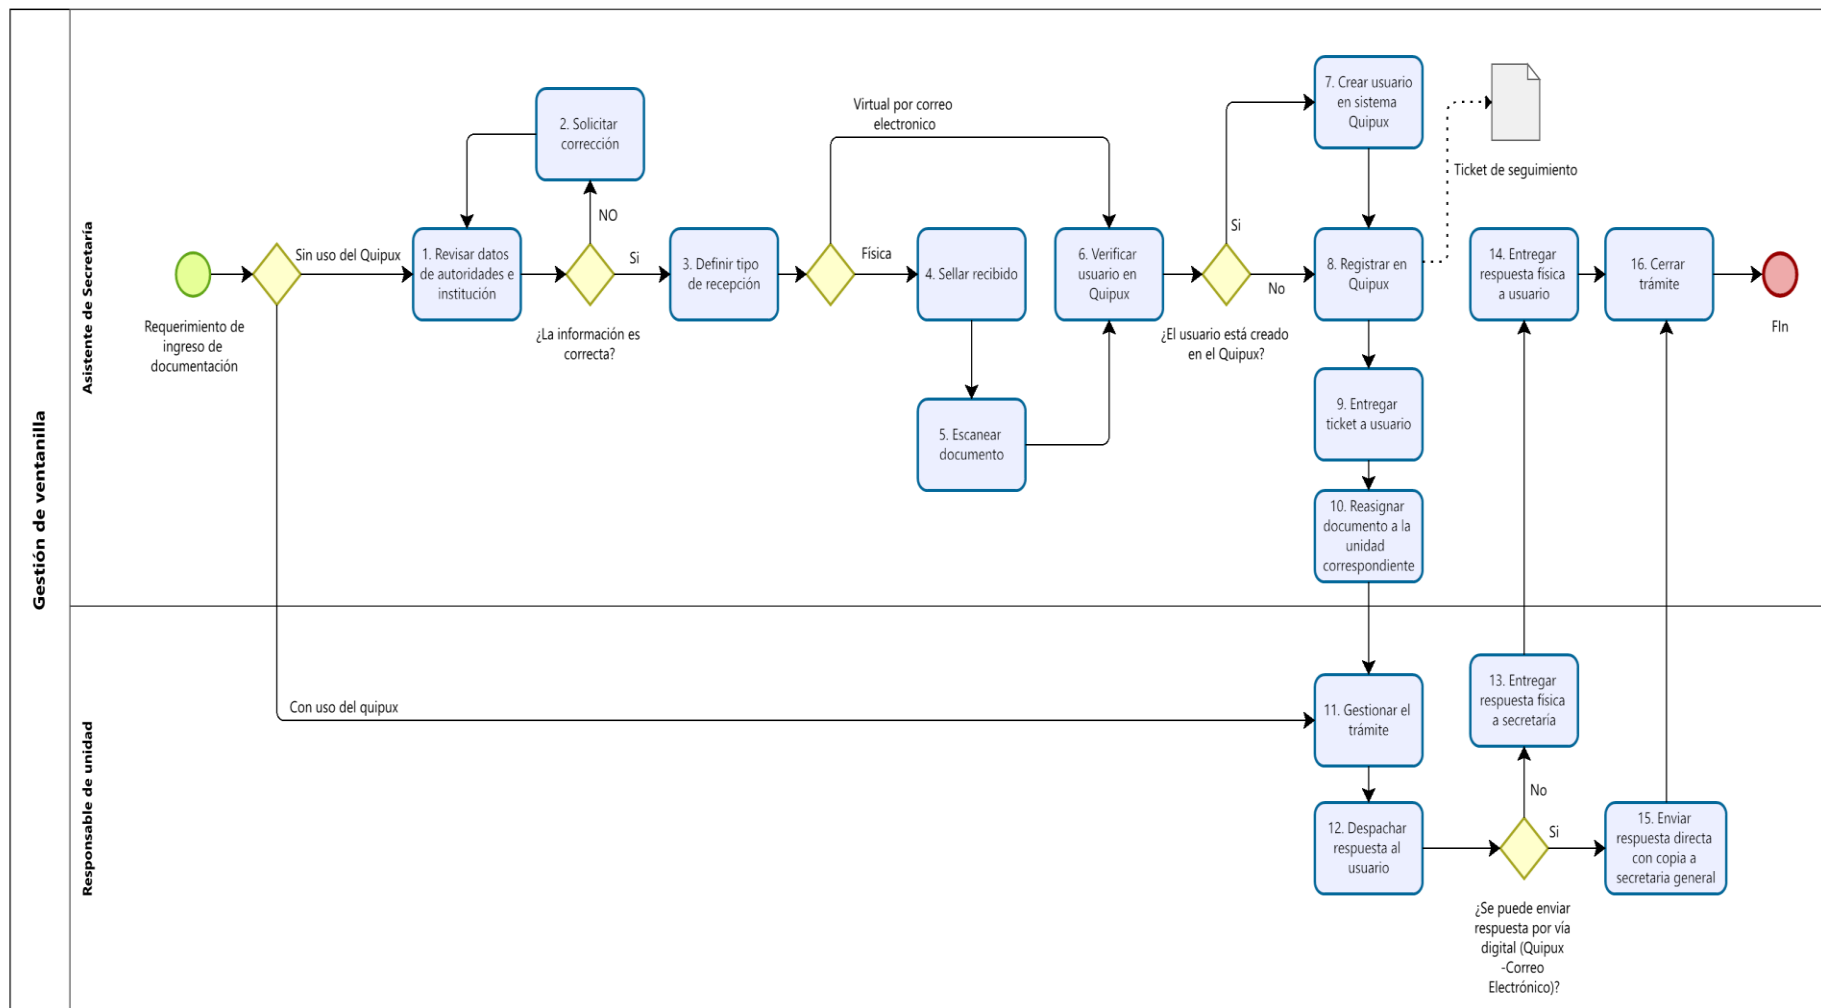 Gestión de ventanilla
Asistente de Secretaría
Responsable de unidad
Requerimiento de
ingreso de
documentación
Sin uso del Quipux
Con uso del quipux
1. Revisar datos
de autoridades e
institución
2. Solicitar
corrección
NO
Si
¿La información es
correcta?
3. Definir tipo
de recepción
Virtual por correo
electronico
Física
4. Sellar recibido
5. Escanear
documento
6. Verificar
usuario en
Quipux
Si
No
¿El usuario está creado
en el Quipux?
7. Crear usuario
en sistema
Quipux
8. Registrar en
Quipux
Ticket de seguimiento
9. Entregar
ticket a usuario
10. Reasignar
documento a la
unidad
correspondiente
11. Gestionar el
trámite
12. Despachar
respuesta al
usuario
¿Se puede enviar
respuesta por vía
digital (Quipux
-Correo
Electrónico)?
No
Si
13. Entregar
respuesta física
a secretaría
14. Entregar
respuesta física
a usuario
15. Enviar
respuesta directa
con copia a
secretaria general
16. Cerrar
trámite
FIn